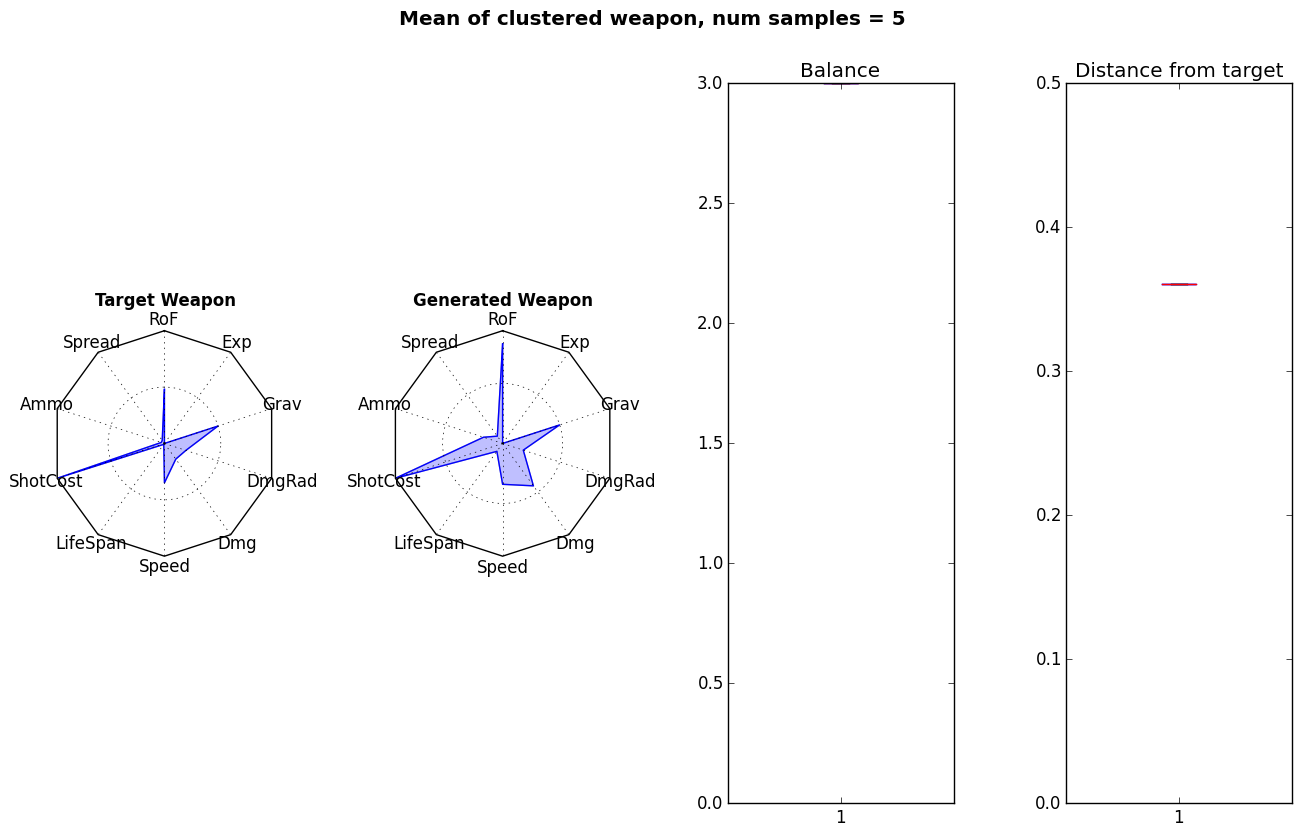 Mean of clustered weapon, num samples = 5
Target Weapon
RoF
Exp
Grav
DmgRad
Dmg
Speed
LifeSpan
ShotCost
Ammo
Spread
Generated Weapon
RoF
Exp
Grav
DmgRad
Dmg
Speed
LifeSpan
ShotCost
Ammo
Spread
Balance
3.0
2.5
2.0
1.5
1.0
0.5
0.0
1
Distance from target
0.5
0.4
0.3
0.2
0.1
0.0
1